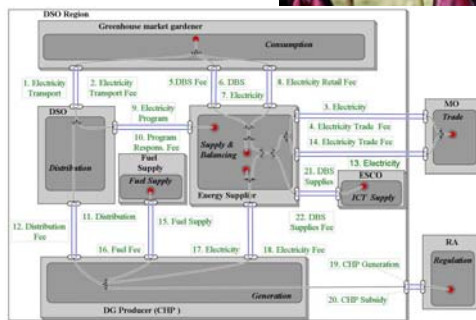 DSO Region
Greenhouse market gardener
Consumption
1. Electricity
Transport
2. Electricity
Transport Fee
5.DBS Fee
6. DBS
7. Electricity
8. Electricity Retail Fee
9. Electricity
Program
10. Program
Respons. Fee
3. Electricity
4. Electricity Trade Fee
14. Electricity Trade Fee
13. Electricity
MO
Trade
DSO
Distribution
Fuel
Supply
Fuel Supply
Supply &
Balancing
Energy Supplier
21. DBS
Supplies
ESCO
ICT Supply
22. DBS
Supplies Fee
12. Distribution
Fee
11. Distribution
15. Fuel Supply
16. Fuel Fee
17. Electricity
18. Electricity Fee
19. CHP Generation
20. CHP Subsidy
RA
Regulation
Generation
DG Producer (CHP )